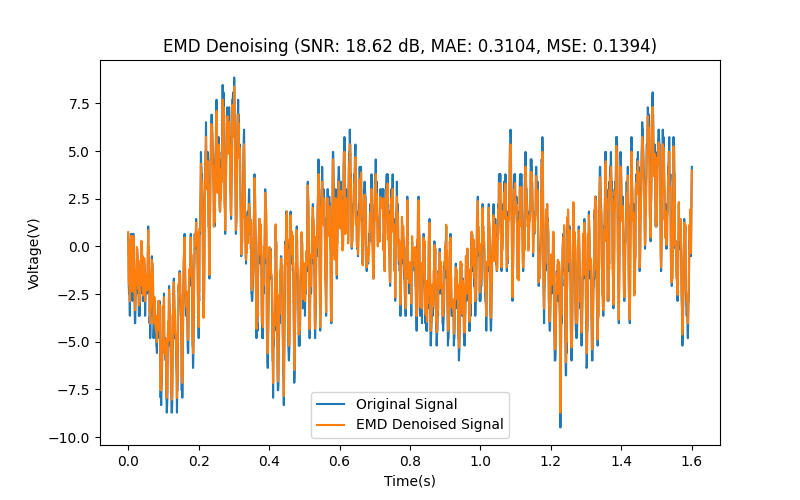 EMD Denoising (SNR: 18.62 dB, MAE: 0.3104, MSE: 0.1394)
7.5
5.0
2.5
0.0
−2.5
−5.0
−7.5
−10.0
Voltage(V)
Original Signal
EMD Denoised Signal
0.0 0.2 0.4 0.6 0.8 1.0 1.2 1.4 1.6
Time(s)